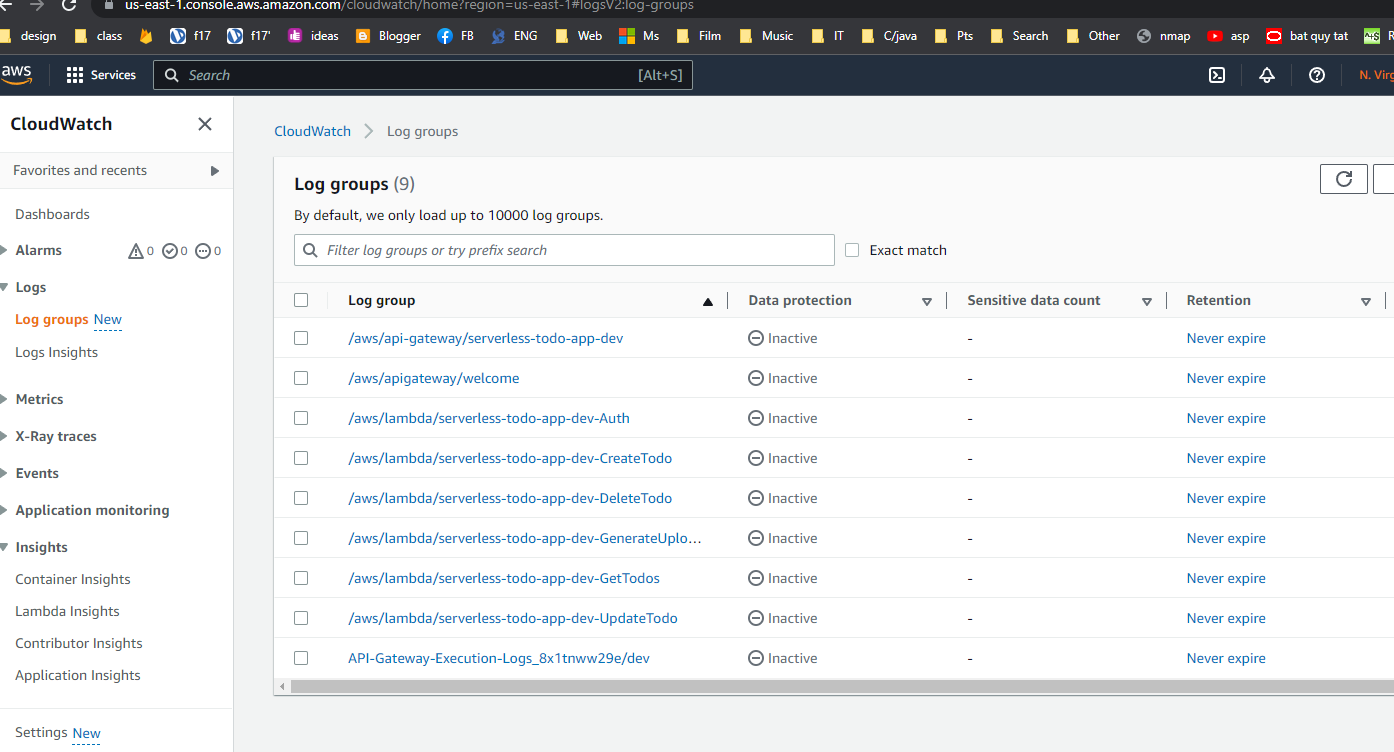 us-east-1.console.aws.amazon.com/cloudwatch/home?region=us-east-1#logsV2:log-groups
design class f17 f17' ideas Blogger FB ENG Web Ms Film Music IT C/java Pts Search Other nmap asp bat quy tat
aws Services Search [Alt+S] N. Virg
CloudWatch
Favorites and recents
Dashboards
Alarms 0 0 0
Logs
Log groups New
Logs Insights
Metrics
X-Ray traces
Events
Application monitoring
Insights
Container Insights
Lambda Insights
Contributor Insights
Application Insights
Settings New
CloudWatch Log groups
Log groups (9)
By default, we only load up to 10000 log groups.
Filter log groups or try prefix search Exact match
Log group Data protection Sensitive data count Retention
/aws/api-gateway/serverless-todo-app-dev Inactive - Never expire
/aws/apigateway/welcome Inactive - Never expire
/aws/lambda/serverless-todo-app-dev-Auth Inactive - Never expire
/aws/lambda/serverless-todo-app-dev-CreateTodo Inactive - Never expire
/aws/lambda/serverless-todo-app-dev-DeleteTodo Inactive - Never expire
/aws/lambda/serverless-todo-app-dev-GenerateUplo... Inactive - Never expire
/aws/lambda/serverless-todo-app-dev-GetTodos Inactive - Never expire
/aws/lambda/serverless-todo-app-dev-UpdateTodo Inactive - Never expire
API-Gateway-Execution-Logs_8x1tnww29e/dev Inactive - Never expire